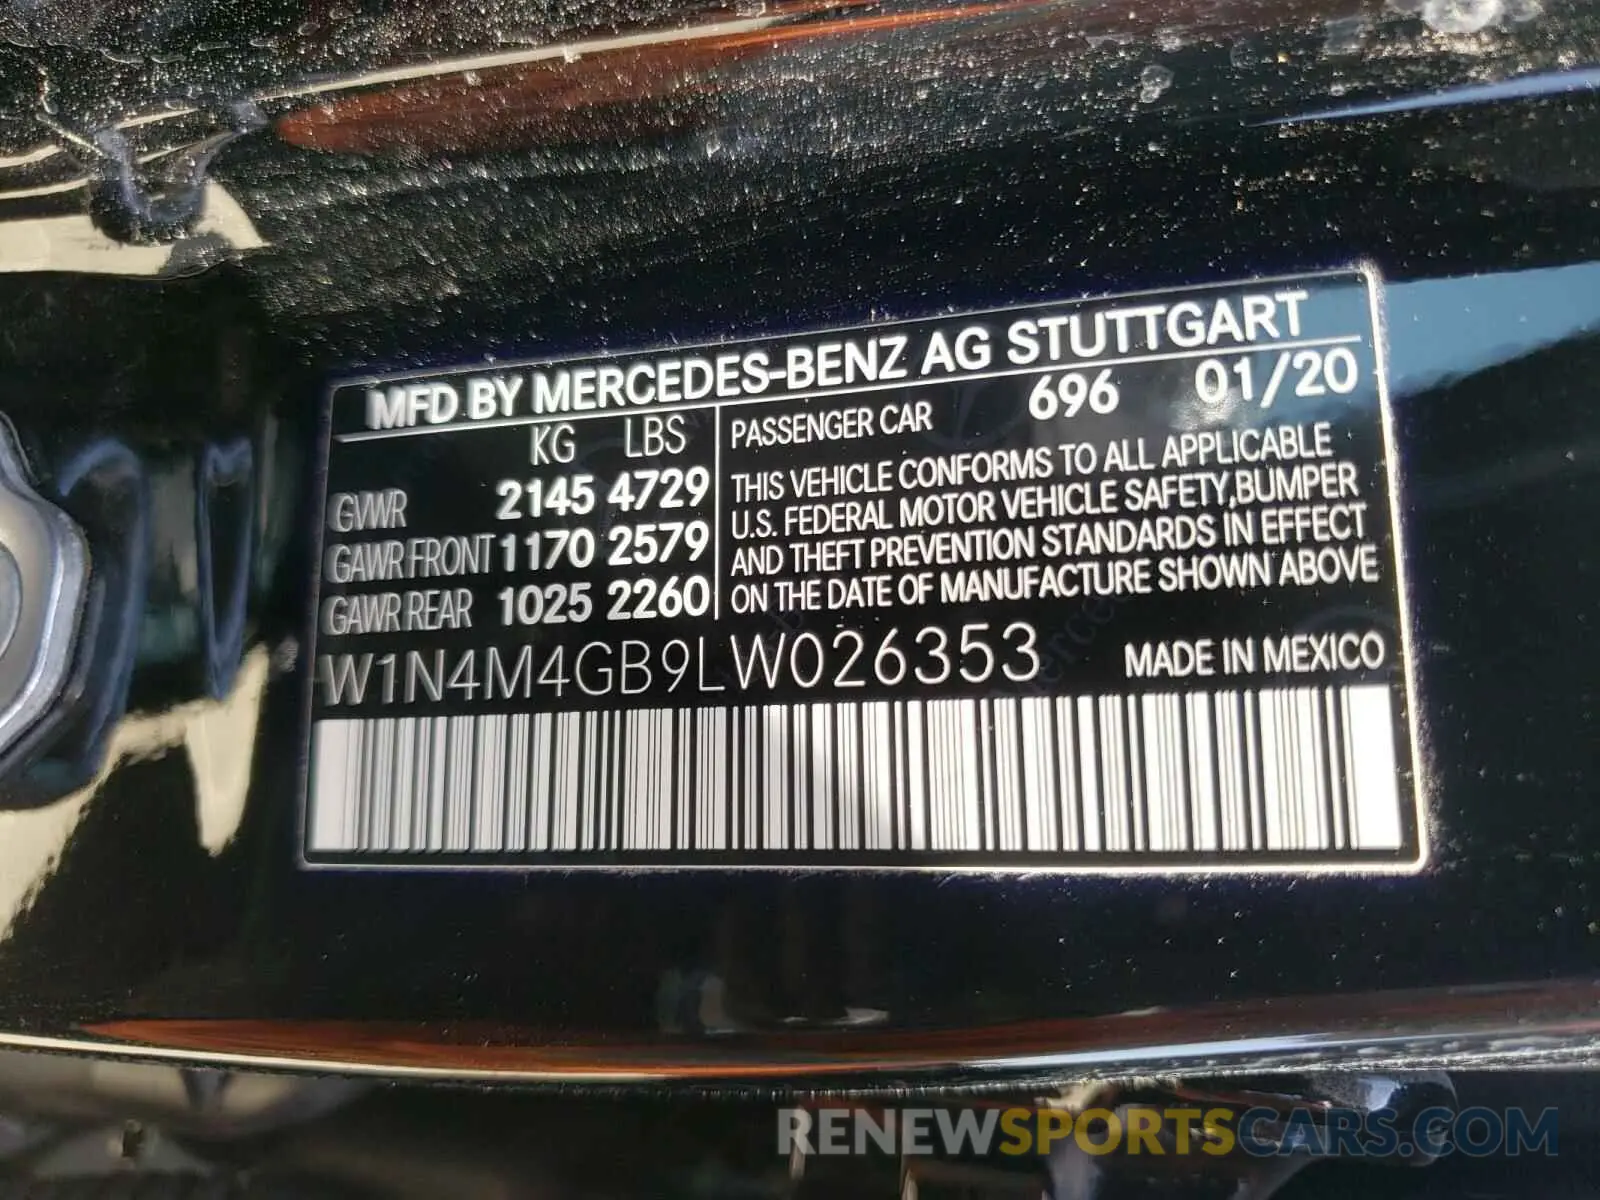 MFD BY MERCEDES-BENZ AG STUTTGART
KG LBS
GVWR 2145 4729
GAWR FRONT 1170 2579
GAWR REAR 1025 2260
PASSENGER CAR 696 01/20
THIS VEHICLE CONFORMS TO ALL APPLICABLE
U.S. FEDERAL MOTOR VEHICLE SAFETY, BUMPER
AND THEFT PREVENTION STANDARDS IN EFFECT
ON THE DATE OF MANUFACTURE SHOWN ABOVE
W1N4M4GB9LW026353 MADE IN MEXICO
RENEWSPORTSCARS.COM